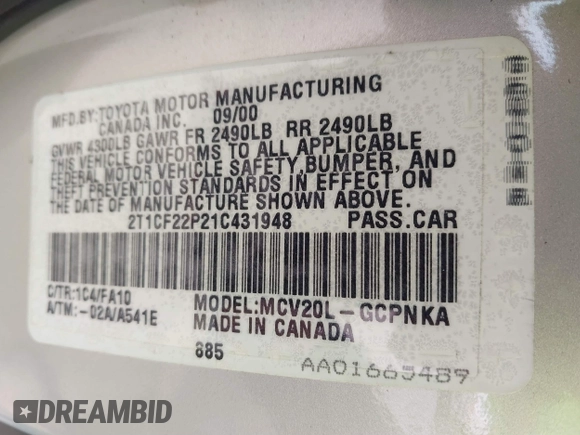 MFD.BY:TOYOTA MOTOR MANUFACTURING
CANADA INC. 09/00
GVWR 4300LB GAWR FR 2490LB RR 2490LB
THIS VEHICLE CONFORMS TO ALL APPLICABLE
FEDERAL MOTOR VEHICLE SAFETY,BUMPER, AND
THEFT PREVENTION STANDARDS IN EFFECT ON
THE DATE OF MANUFACTURE SHOWN ABOVE.
2T1CF22P21C431948 PASS.CAR
C/TR:1C4/FA10 MODEL:MCV20L-GCPNKA
A/TM:-02A/A541E MADE IN CANADA
885
AA01665489
DREAMBID